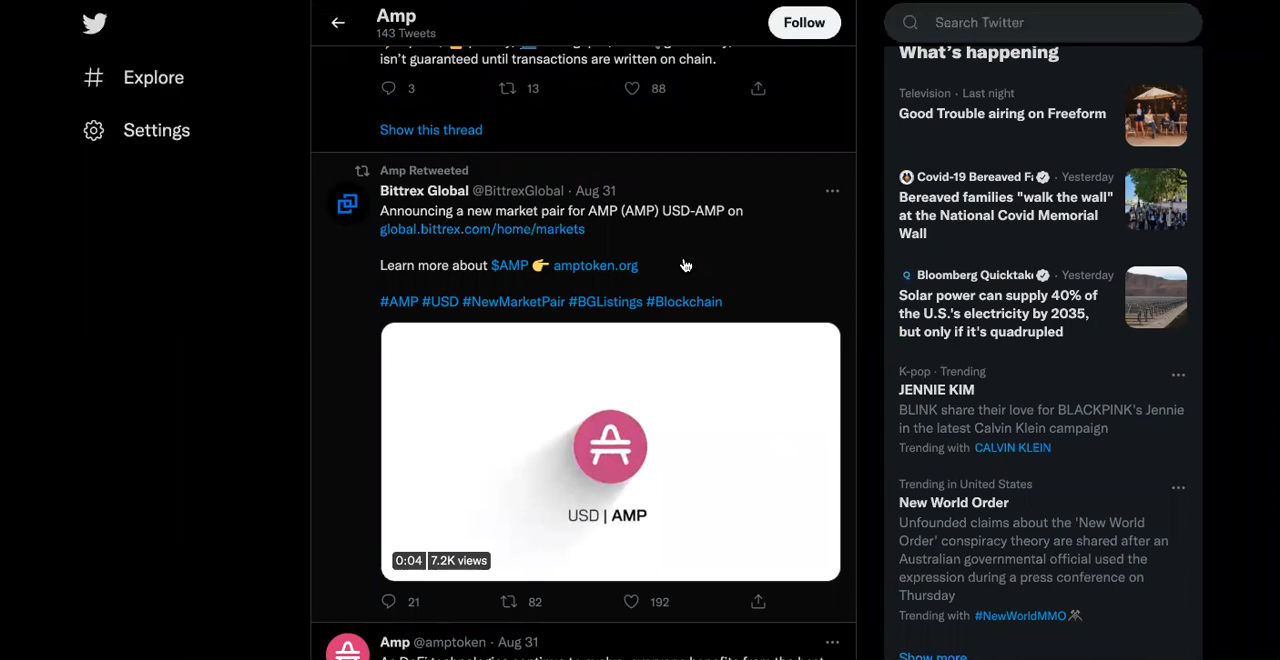 Explore
Settings
Amp
143 Tweets
Follow
isn't guaranteed until transactions are written on chain.
3 13 88
Show this thread
Amp Retweeted
Bittrex Global @BittrexGlobal · Aug 31
Announcing a new market pair for AMP (AMP) USD-AMP on
global.bittrex.com/home/markets
Learn more about $AMP 👉 amptoken.org
#AMP #USD #NewMarketPair #BGListings #Blockchain
USD | AMP
0:04 7.2K views
21 82 192
Amp @amptoken · Aug 31
Search Twitter
What's happening
Television · Last night
Good Trouble airing on Freeform
Covid-19 Bereaved Fa · Yesterday
Bereaved families "walk the wall"
at the National Covid Memorial
Wall
Bloomberg Quicktake · Yesterday
Solar power can supply 40% of
the U.S.'s electricity by 2035,
but only if it's quadrupled
K-pop · Trending
JENNIE KIM
BLINK share their love for BLACKPINK's Jennie
in the latest Calvin Klein campaign
Trending with CALVIN KLEIN
Trending in United States
New World Order
Unfounded claims about the 'New World
Order' conspiracy theory are shared after an
Australian governmental official used the
expression during a press conference on
Thursday
Trending with #NewWorldMMO
Show more